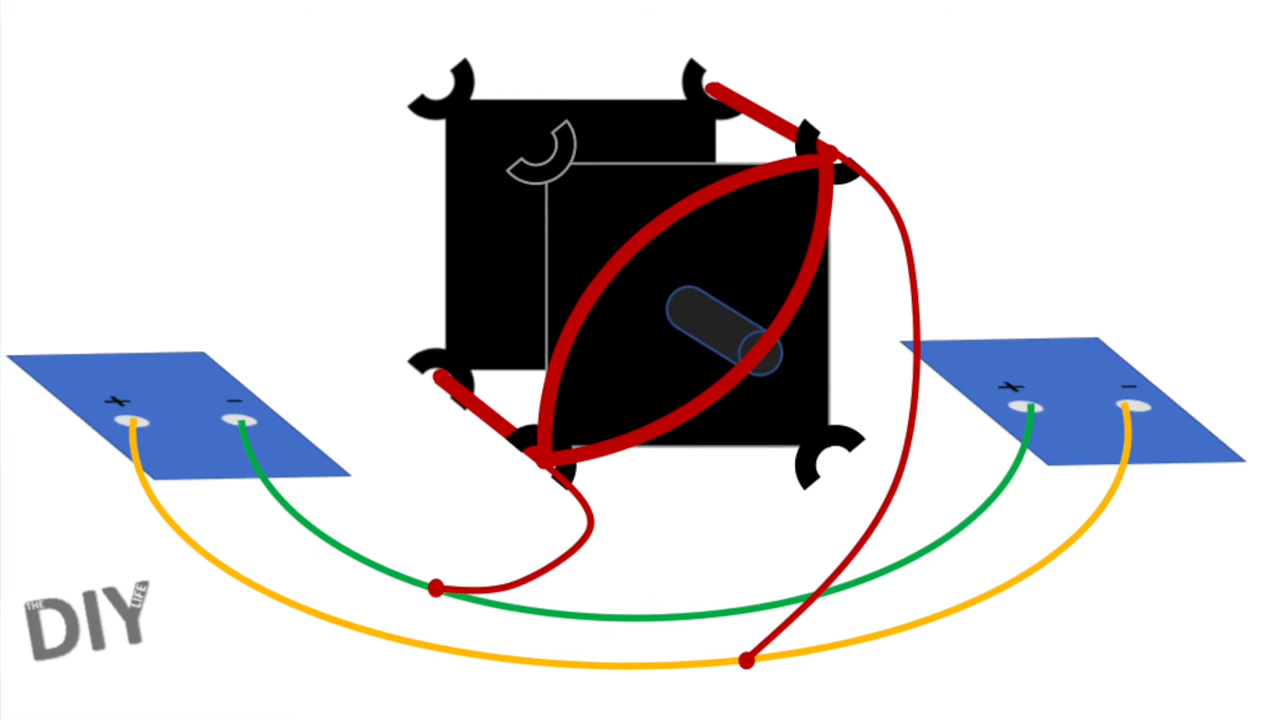 + -
+ -
THE DIY LIFE